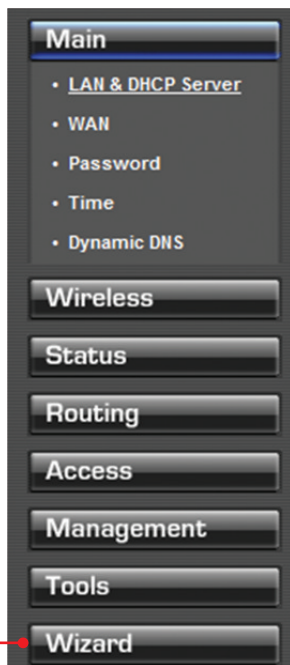 Main
• LAN & DHCP Server
• WAN
• Password
• Time
• Dynamic DNS
Wireless
Status
Routing
Access
Management
Tools
Wizard